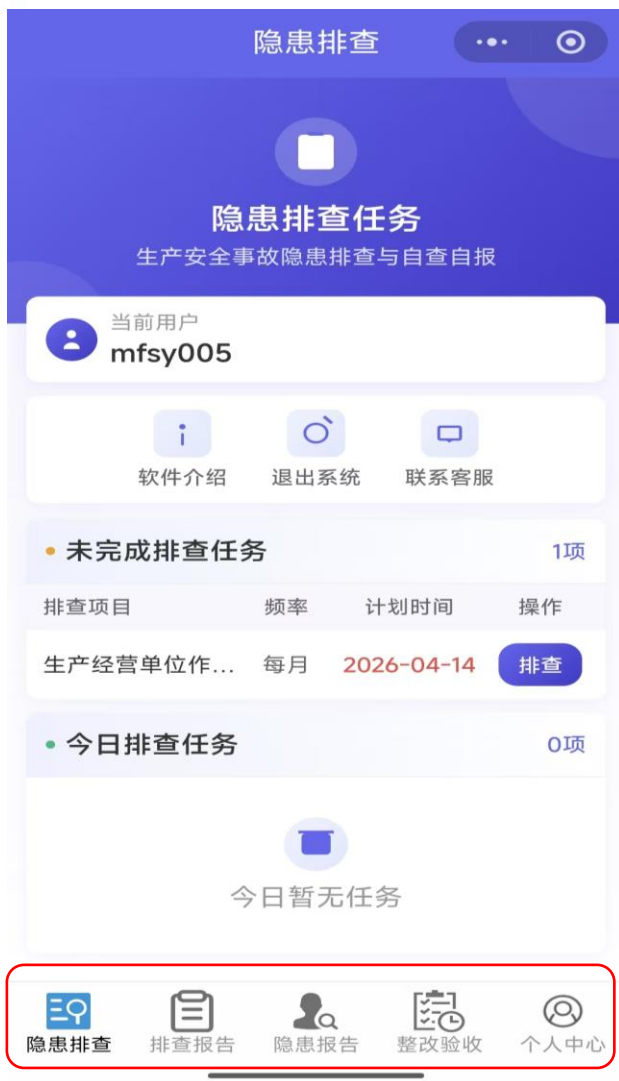 隐患排查
隐患排查任务
生产安全事故隐患排查与自查自报
当前用户
mfsy005
软件介绍 退出系统 联系客服
未完成排查任务 1项
排查项目 频率 计划时间 操作
生产经营单位作... 每月 2026-04-14 排查
今日排查任务 0项
今日暂无任务
隐患排查 排查报告 隐患报告 整改验收 个人中心